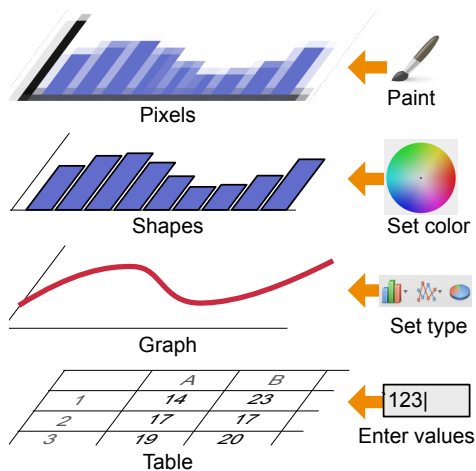 Paint
Pixels
Shapes
Set color
Set type
Graph
A B
1 14 23
2 17 17
3 19 20
123|
Enter values
Table